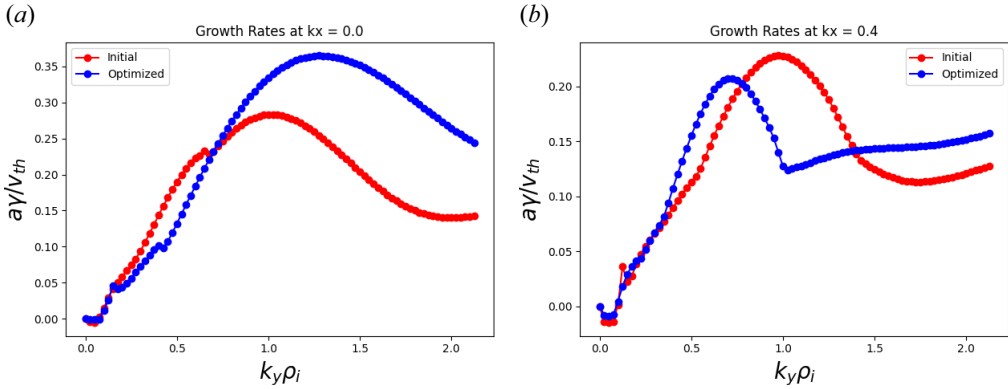 (a)
Growth Rates at kx = 0.0
Initial
Optimized
0.35
0.30
0.25
0.20
0.15
0.10
0.05
0.00
aγ/v_th
0.0 0.5 1.0 1.5 2.0
k_yρ_i
(b)
Growth Rates at kx = 0.4
Initial
Optimized
0.20
0.15
0.10
0.05
0.00
aγ/v_th
0.0 0.5 1.0 1.5 2.0
k_yρ_i